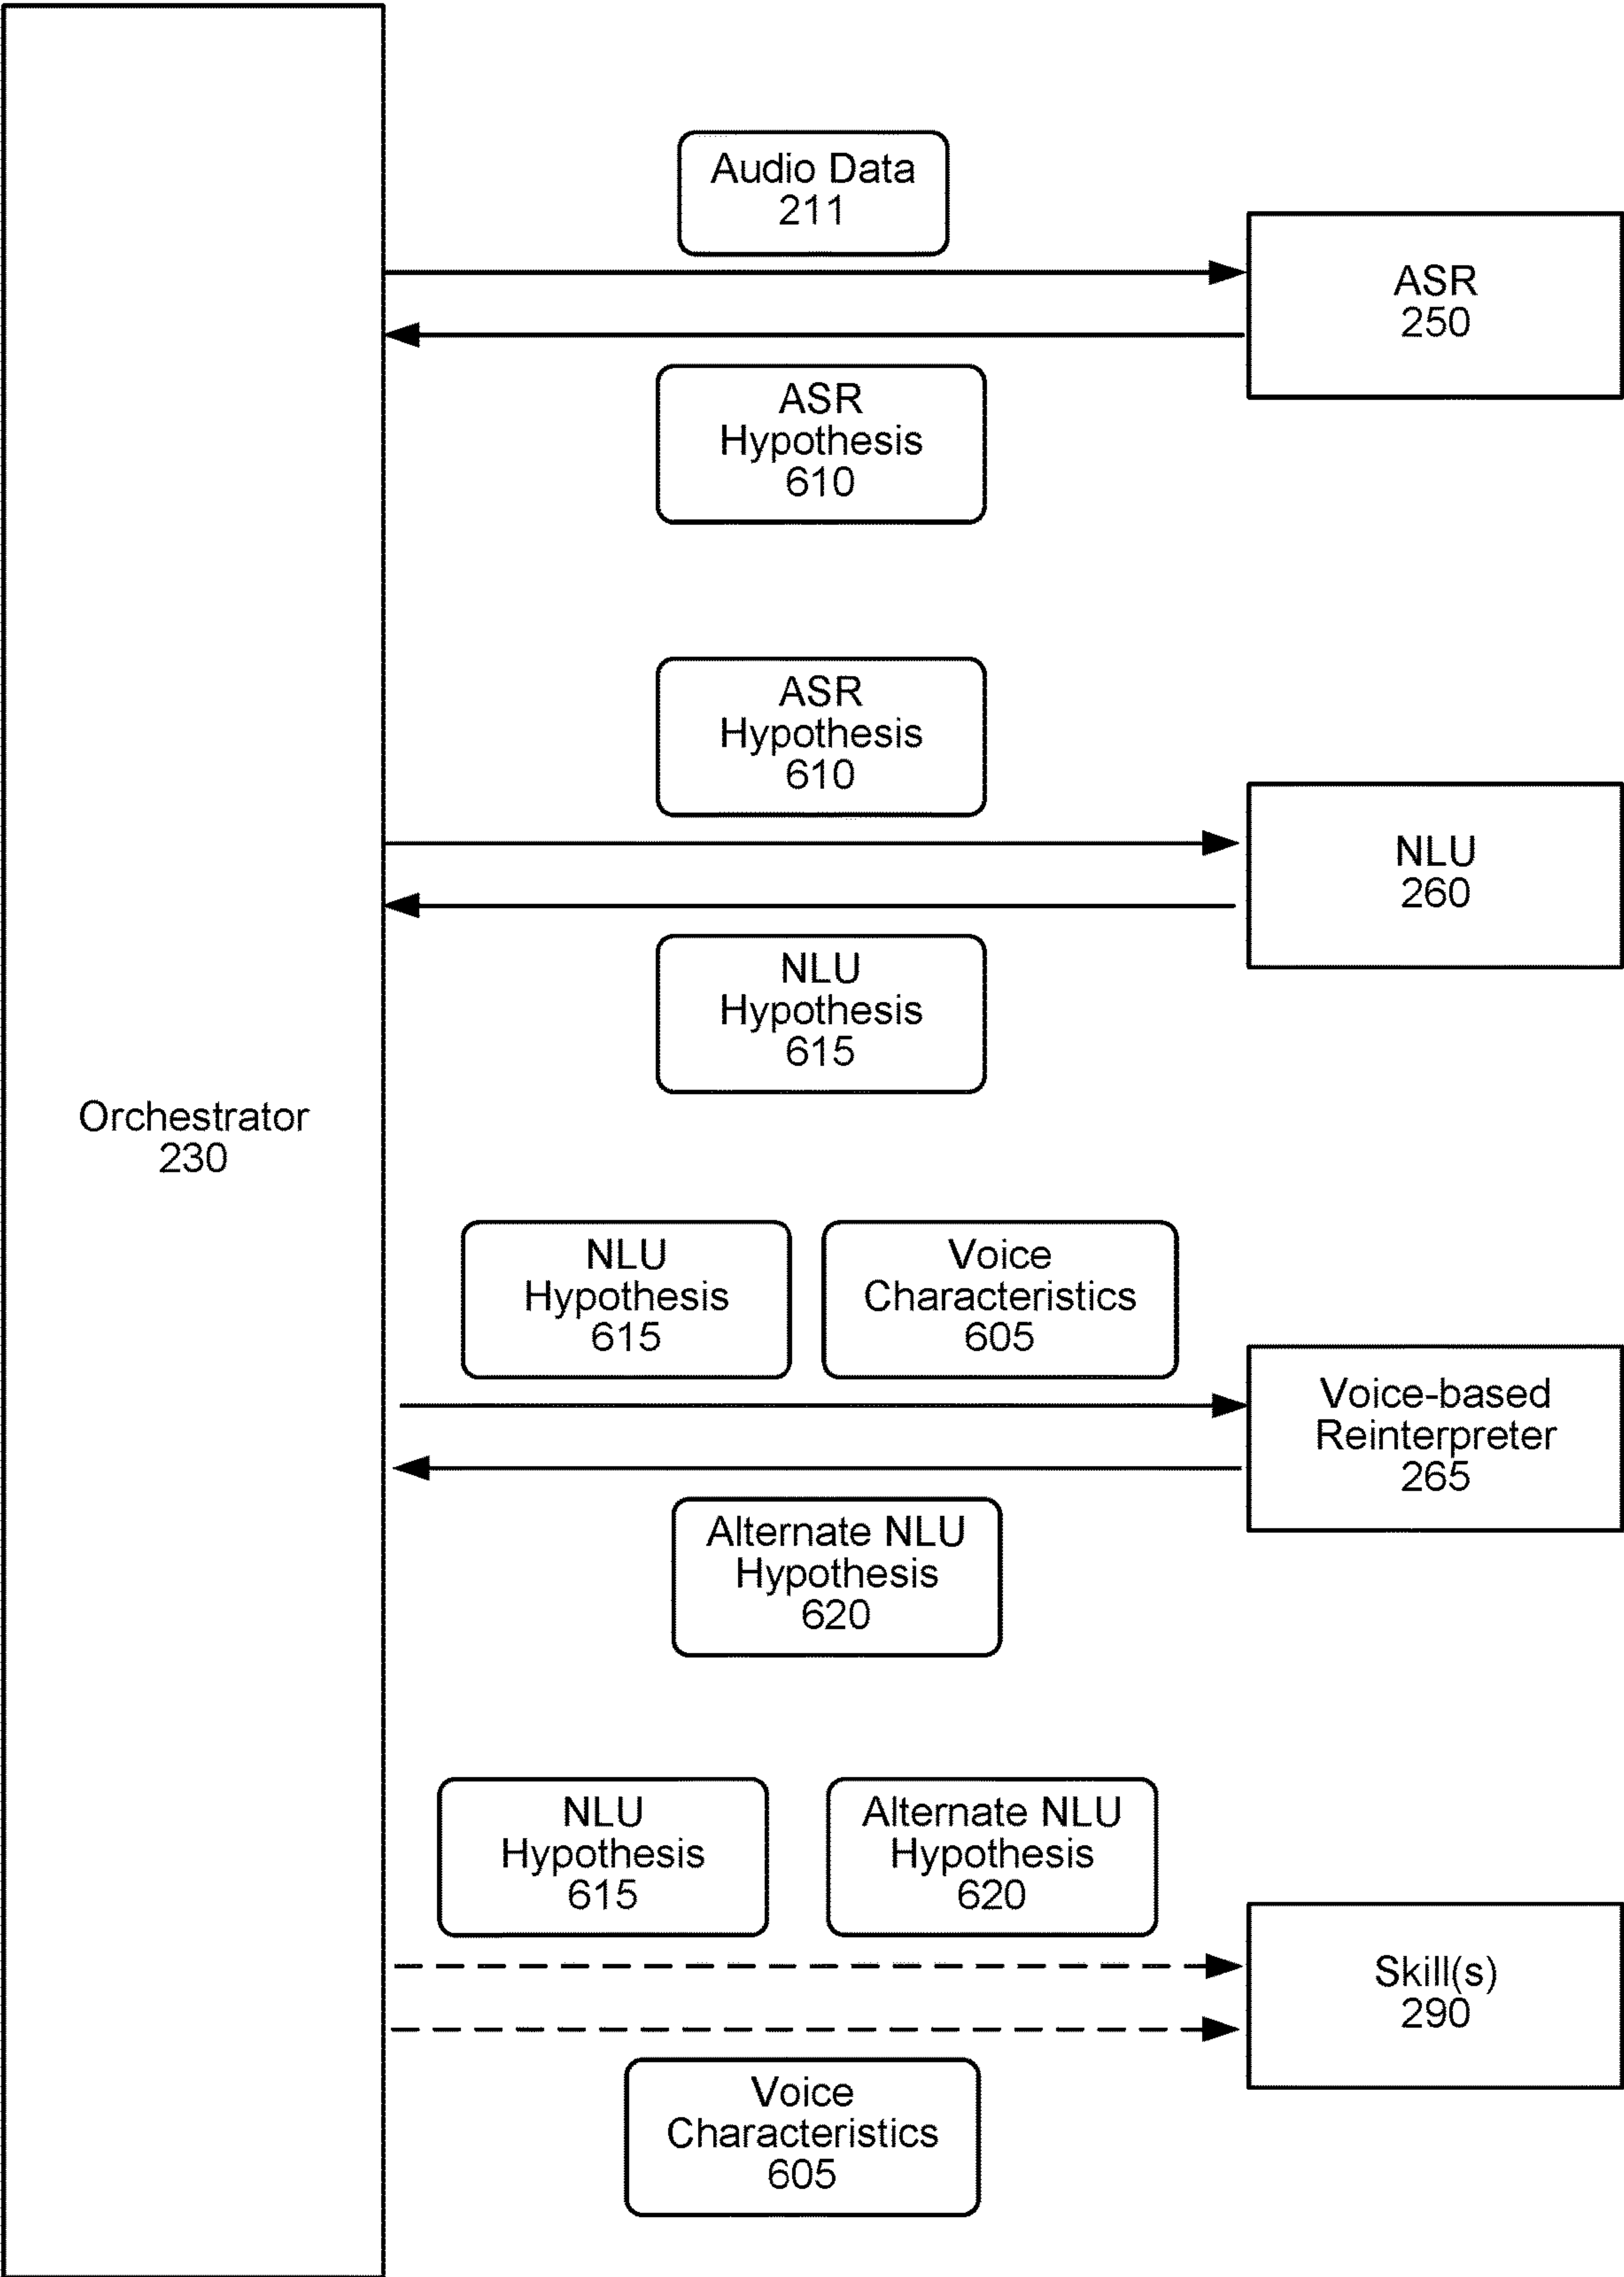 Audio Data
211
ASR
250
ASR
Hypothesis
610
ASR
Hypothesis
610
NLU
260
NLU
Hypothesis
615
Orchestrator
230
NLU
Hypothesis
615
Voice
Characteristics
605
Voice-based
Reinterpreter
265
Alternate NLU
Hypothesis
620
NLU
Hypothesis
615
Alternate NLU
Hypothesis
620
Skill(s)
290
Voice
Characteristics
605